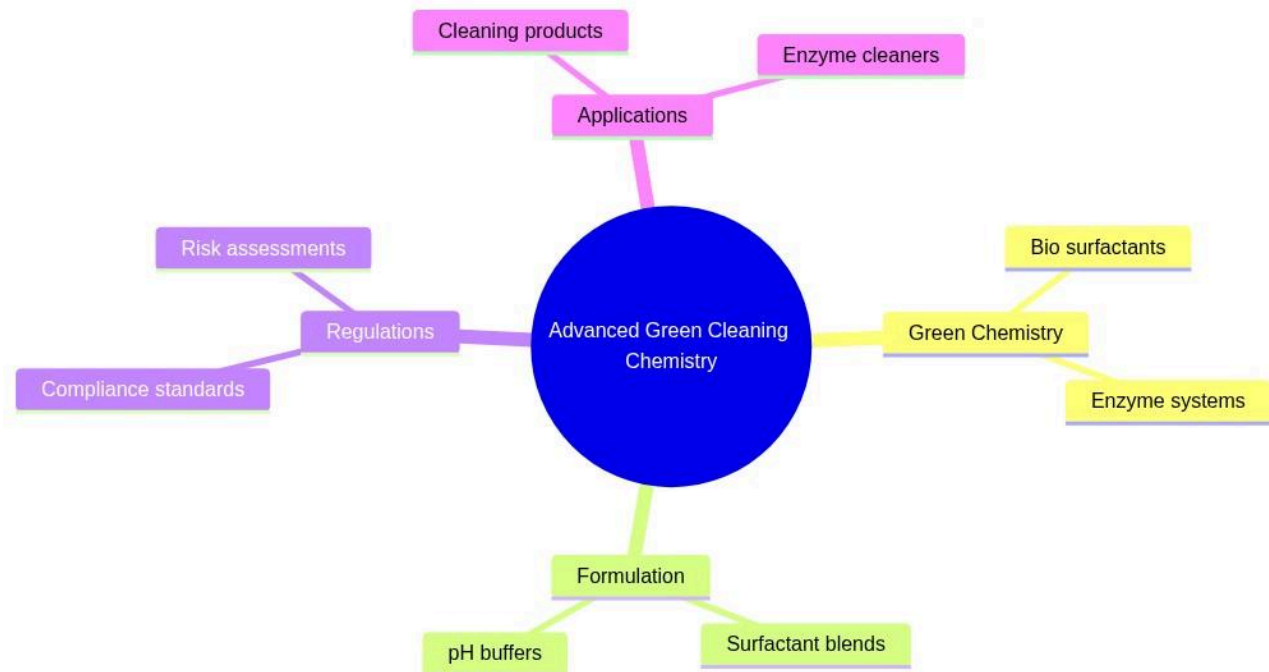 Cleaning products
Enzyme cleaners
Applications
Risk assessments
Regulations
Compliance standards
Advanced Green Cleaning
Chemistry
Bio surfactants
Green Chemistry
Enzyme systems
Formulation
pH buffers
Surfactant blends